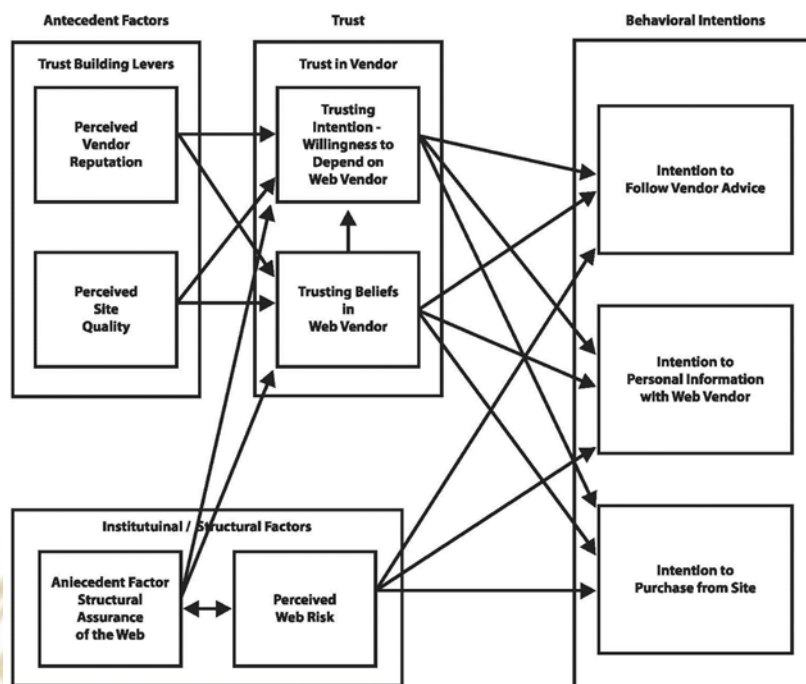 Antecedent Factors
Trust
Behavioral Intentions
Trust Building Levers
Trust in Vendor
Perceived
Vendor
Reputation
Trusting
Intention -
Willingness to
Depend on
Web Vendor
Intention to
Follow Vendor Advice
Perceived
Site
Quality
Trusting Beliefs
in
Web Vendor
Intention to
Personal Information
with Web Vendor
Institutuinal / Structural Factors
Aniecedent Factor
Structural
Assurance
of the Web
Perceived
Web Risk
Intention to
Purchase from Site